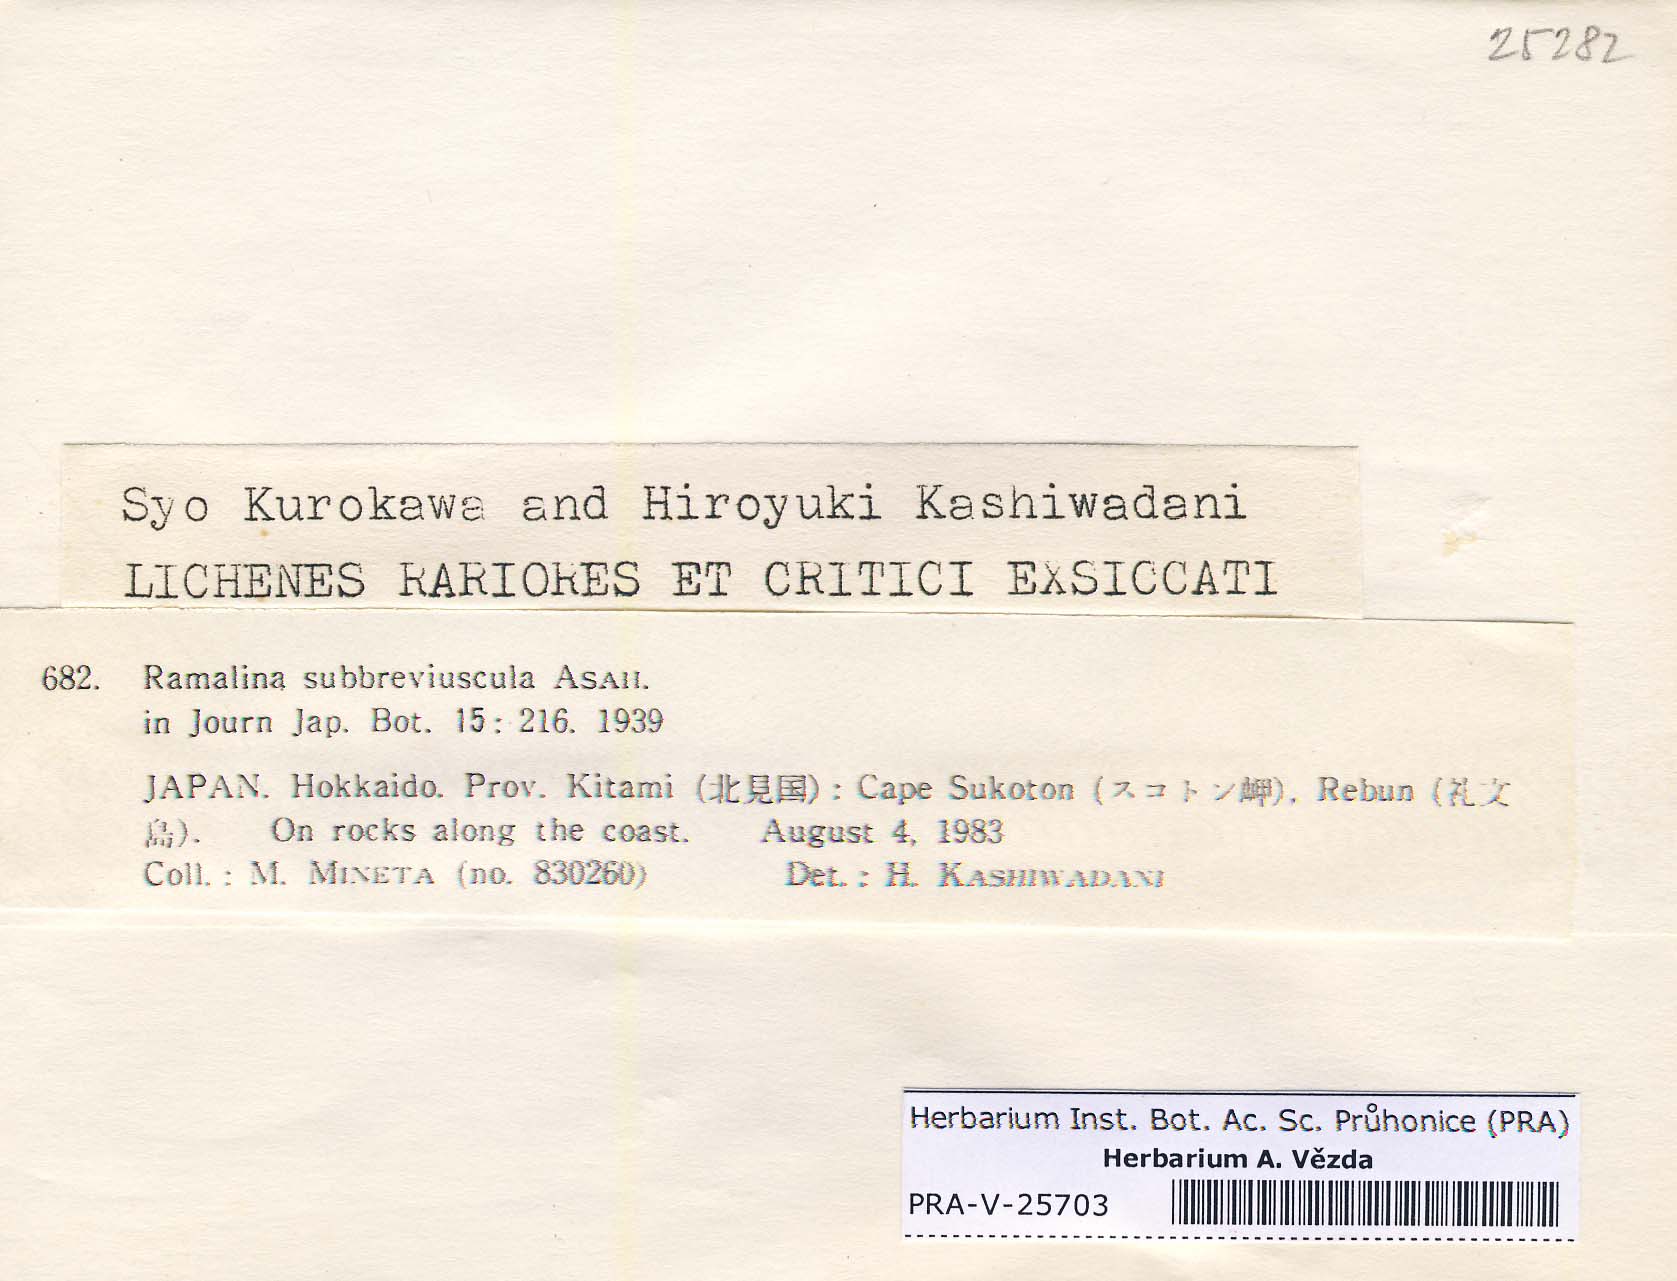 25282
Syo Kurokawa and Hiroyuki Kashiwadani
LICHENES RARIORES ET CRITICI EXSICCATI
682. Ramalina subbreviuscula ASAH.
in Journ Jap. Bot. 15: 216. 1939
JAPAN. Hokkaido. Prov. Kitami (北見国) : Cape Sukoton (スコトン岬), Rebun (礼文
島). On rocks along the coast. August 4, 1983
Coll. : M. MINETA (no. 830260) Det. : H. KASHIWADANI
Herbarium Inst. Bot. Ac. Sc. Průhonice (PRA)
Herbarium A. Vězda
PRA-V-25703